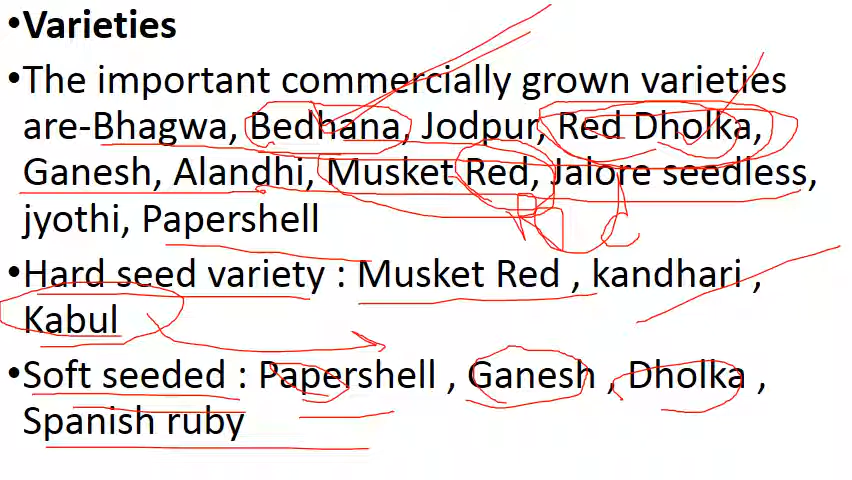 •Varieties
•The important commercially grown varieties
are-Bhagwa, Bedhana, Jodpur, Red Dholka,
Ganesh, Alandhi, Musket Red, Jalore seedless,
jyothi, Papershell
•Hard seed variety : Musket Red , kandhari ,
Kabul
•Soft seeded : Papershell , Ganesh , Dholka ,
Spanish ruby